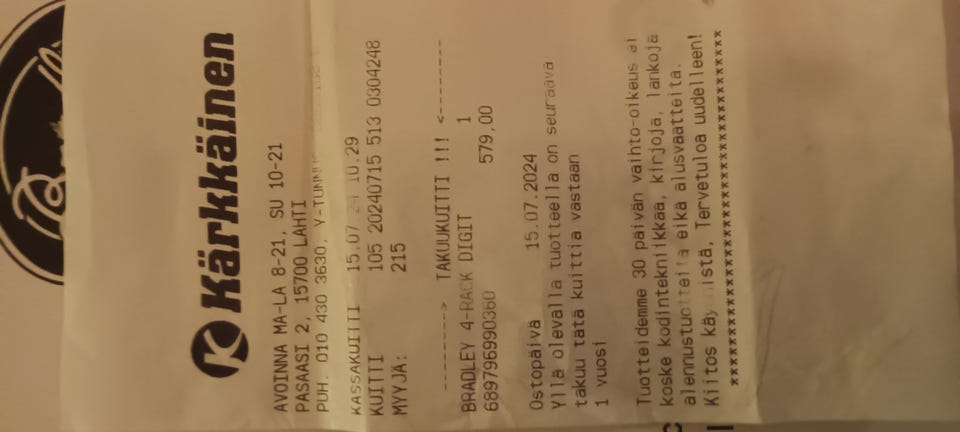 Kärkkäinen
AVOINNA MA-LA 8-21, SU 10-21
PASAASI 2, 15700 LAHTI
PUH. 010 430 3630,
KASSAKUITTI 15.07.24 10.29
KUITTI 105 20240715 513 0304248
MYYJÄ: 215
-------> TAKUUKUITTI !!! <--------
BRADLEY 4-RACK DIGIT 1
689796990360 579,00
Ostopäivä 15.07.2024
Yllä olevalla tuotteella on seuraava
takuu tätä kuittia vastaan
1 vuosi
Tuotteidemme 30 päivän vaihto-oikeus ei
koske kodintekniikkaa, kirjoja, lankoja
alennustuotteita eikä alusvaatteita.
Kiitos käynnistä, Tervetuloa uudelleen!
***************************************